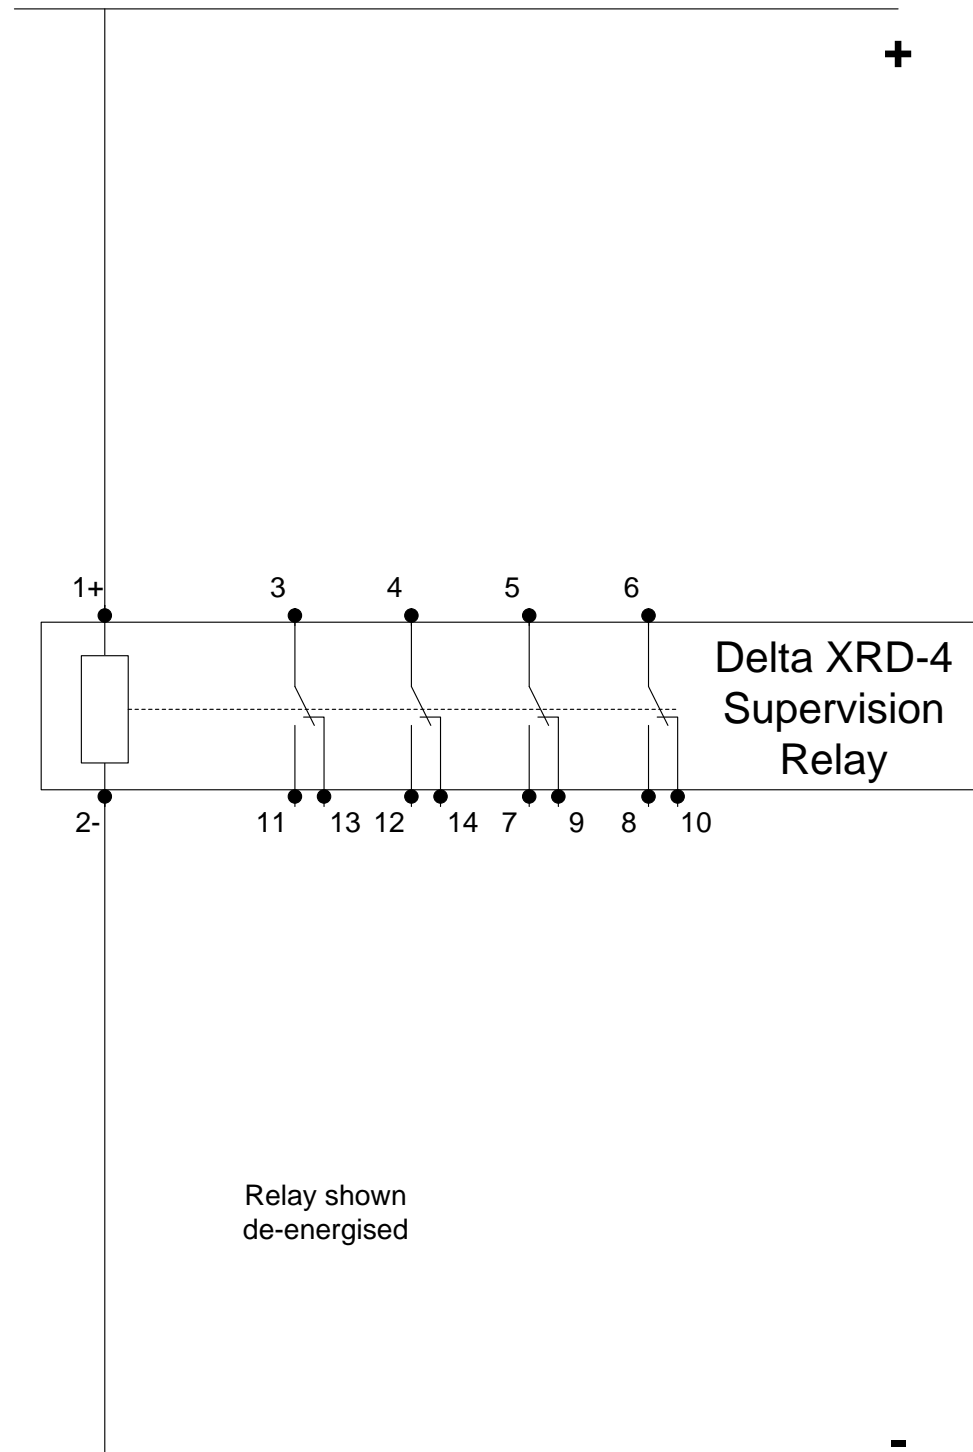 +
1+ 3 4 5 6
Delta XRD-4
Supervision
Relay
2- 11 13 12 14 7 9 8 10
Relay shown
de-energised
-